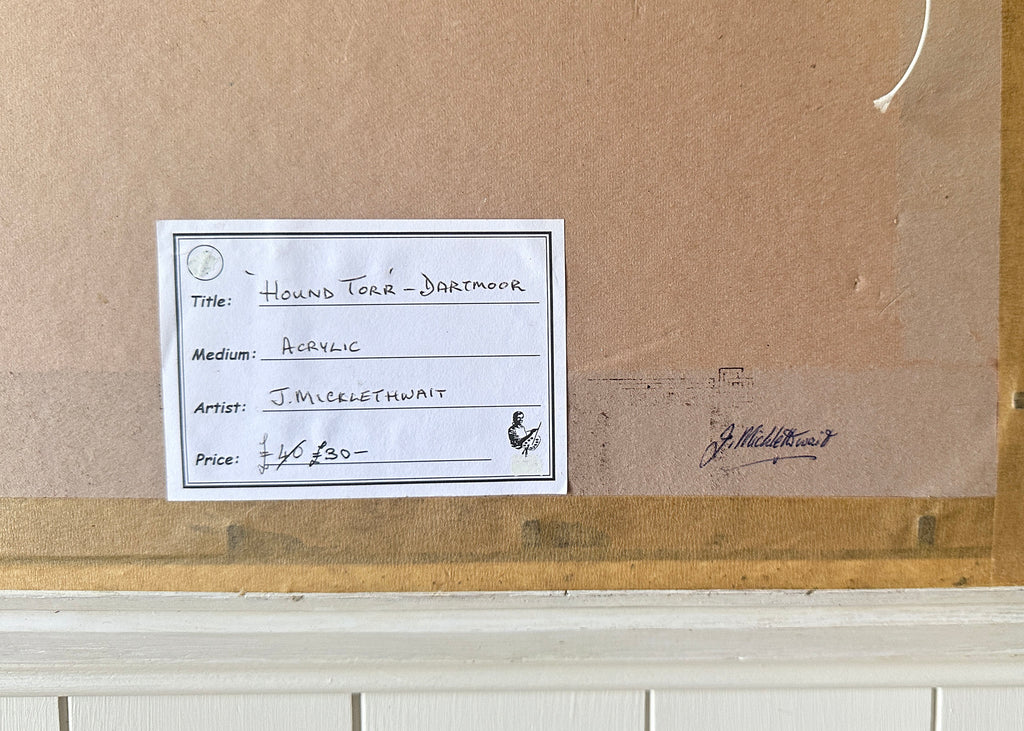 Title: 'HOUND TORR' - DARTMOOR
Medium: ACRYLIC
Artist: J. MICKLETHWAIT
Price: £40 £30-
J. Micklethwait